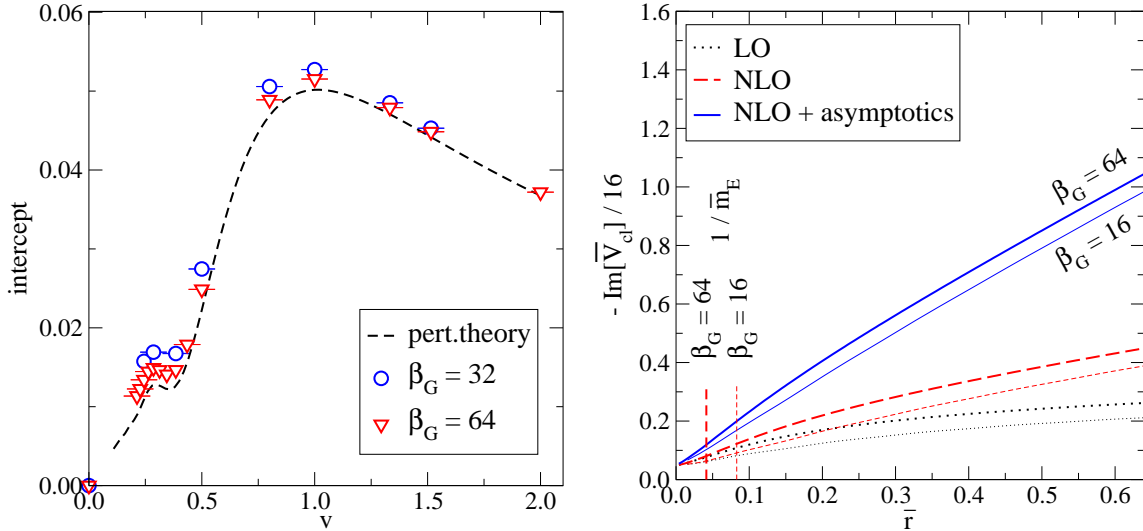 0.06
0.04
0.02
0.00
intercept
0.0
0.5
1.0
1.5
2.0
v
pert.theory
β_G = 32
β_G = 64
1.6
1.4
1.2
1.0
0.8
0.6
0.4
0.2
0.0
- Im[V̅_cl] / 16
LO
NLO
NLO + asymptotics
β_G = 64
β_G = 16
1 / m̅_E
β_G = 64
β_G = 16
0.0
0.1
0.2
0.3
0.4
0.5
0.6
r̅